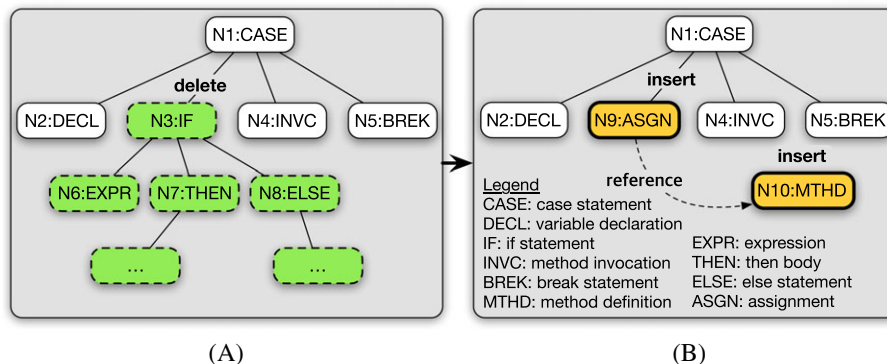 N1:CASE
delete
N2:DECL
N3:IF
N4:INVC
N5:BREK
N6:EXPR
N7:THEN
N8:ELSE
...
...
(A)
N1:CASE
insert
N2:DECL
N9:ASGN
N4:INVC
N5:BREK
insert
reference
N10:MTHD
Legend
CASE: case statement
DECL: variable declaration
IF: if statement
INVC: method invocation
BREK: break statement
MTHD: method definition
EXPR: expression
THEN: then body
ELSE: else statement
ASGN: assignment
(B)